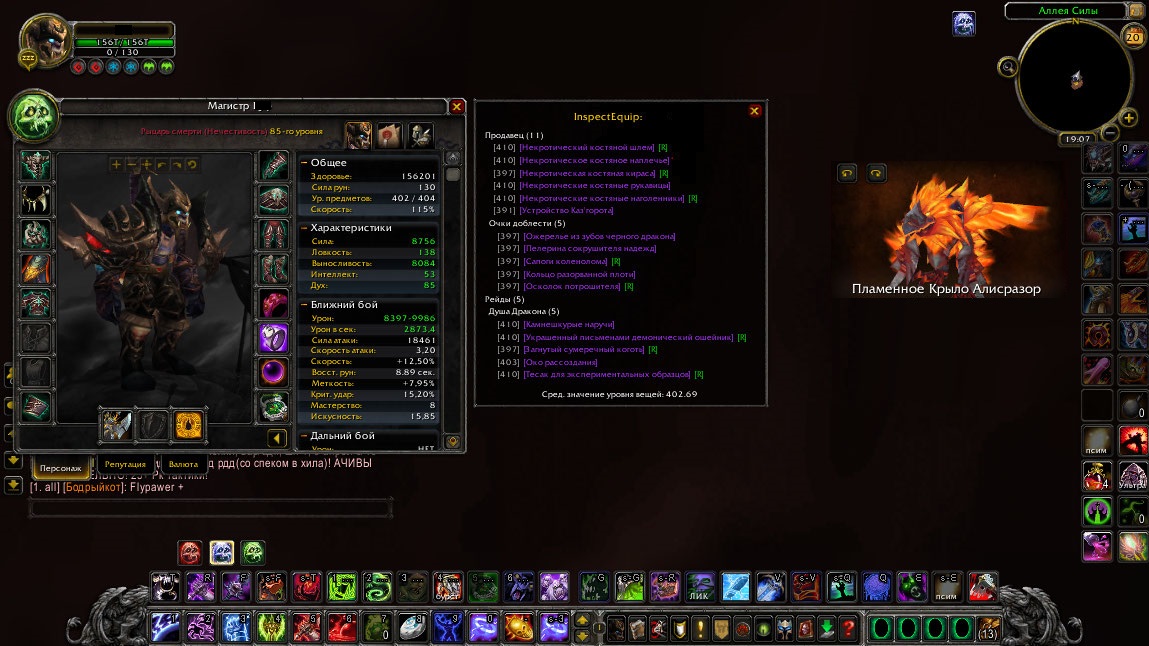 Аллея Силы
20
156T/156T
0 / 130
zzz
19:07
Магистр
Рыцарь смерти (Нечестивость) 85-го уровня
Общее
Здоровье: 156201
Сила рун: 130
Ур. предметов: 402 / 404
Скорость: 115%
Характеристики
Сила: 8756
Ловкость: 138
Выносливость: 8084
Интеллект: 53
Дух: 85
Ближний бой
Урон: 8397-9986
Урон в сек.: 2873,4
Сила атаки: 18461
Скорость атаки: 3,20
Скорость: +12,50%
Восст. рун: 8.89 сек.
Меткость: +7,95%
Крит. удар: 15,20%
Мастерство: 8
Искусность: 15,85
Дальний бой
InspectEquip:
Продавец (11)
[410] [Некротический костяной шлем] [R]
[410] [Некротическое костяное наплечье]
[397] [Некротическая костяная кираса] [R]
[410] [Некротические костяные рукавицы]
[410] [Некротические костяные наголенники] [R]
[391] [Устройство Каз'горота]
Очки доблести (5)
[397] [Ожерелье из зубов черного дракона]
[397] [Пелерина сокрушителя надежд]
[397] [Сапоги коленолома] [R]
[397] [Кольцо разорванной плоти]
[397] [Осколок потрошителя] [R]
Рейды (5)
Душа Дракона (5)
[410] [Камнешкурые наручи]
[410] [Украшенный письменами демонический ошейник] [R]
[397] [Загнутый сумеречный коготь] [R]
[403] [Око рассоздания]
[410] [Тесак для экспериментальных образцов] [R]
Сред. значение уровня вещей: 402.69
Пламенное Крыло Алисразор
Персонаж
Репутация
Валюта
д рдд(со спеком в хила)! АЧИВЫ
[1. all] [Бодрыйкот]: Flypawer +
псим
Ультра
бурст
ЛИК
псим
(13)